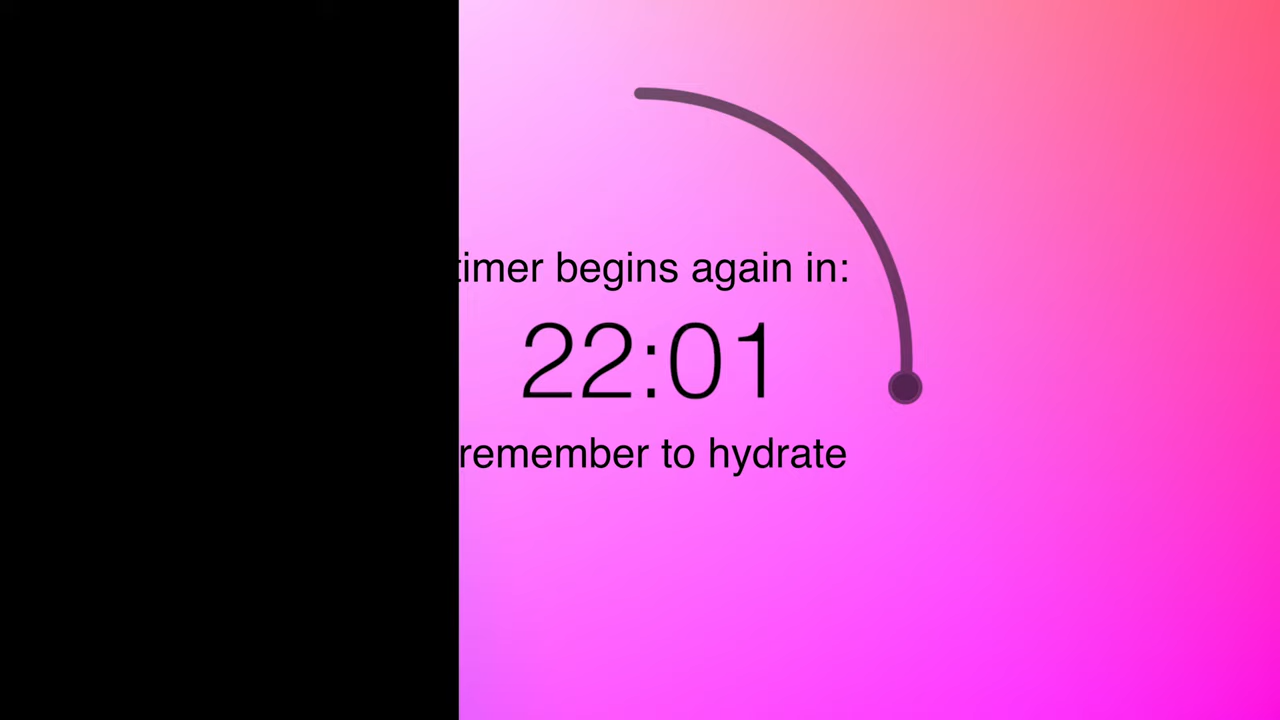 timer begins again in:
22:01
remember to hydrate